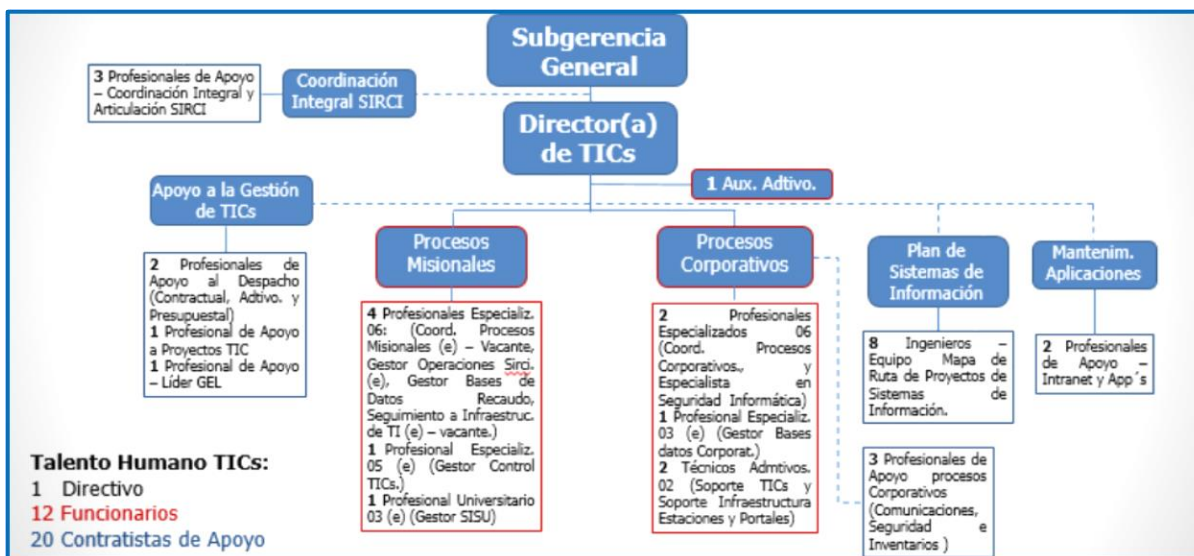 Subgerencia
General
3 Profesionales de Apoyo
– Coordinación Integral y
Articulación SIRCI
Coordinación
Integral SIRCI
Director(a)
de TICs
1 Aux. Adtivo.
Apoyo a la Gestión
de TICs
2 Profesionales de
Apoyo al Despacho
(Contractual, Adtivo. y
Presupuestal)
1 Profesional de Apoyo
a Proyectos TIC
1 Profesional de Apoyo
– Líder GEL
Procesos
Misionales
4 Profesionales Especializ.
06: (Coord. Procesos
Misionales (e) – Vacante,
Gestor Operaciones Sirci.
(e), Gestor Bases de
Datos Recaudo,
Seguimiento a Infraestruc.
de TI (e) – vacante.)
1 Profesional Especializ.
05 (e) (Gestor Control
TICs.)
1 Profesional Universitario
03 (e) (Gestor SISU)
Procesos
Corporativos
2 Profesionales
Especializados 06
(Coord. Procesos
Corporativos., y
Especialista en
Seguridad Informática)
1 Profesional Especializ.
03 (e) (Gestor Bases
datos Corporat.)
2 Técnicos Admtivos.
02 (Soporte TICs y
Soporte Infraestructura
Estaciones y Portales)
Plan de
Sistemas de
Información
8 Ingenieros –
Equipo Mapa de
Ruta de Proyectos de
Sistemas de
Información.
Mantenim.
Aplicaciones
2 Profesionales
de Apoyo –
Intranet y App´s
3 Profesionales de
Apoyo procesos
Corporativos
(Comunicaciones,
Seguridad e
Inventarios )
Talento Humano TICs:
1 Directivo
12 Funcionarios
20 Contratistas de Apoyo